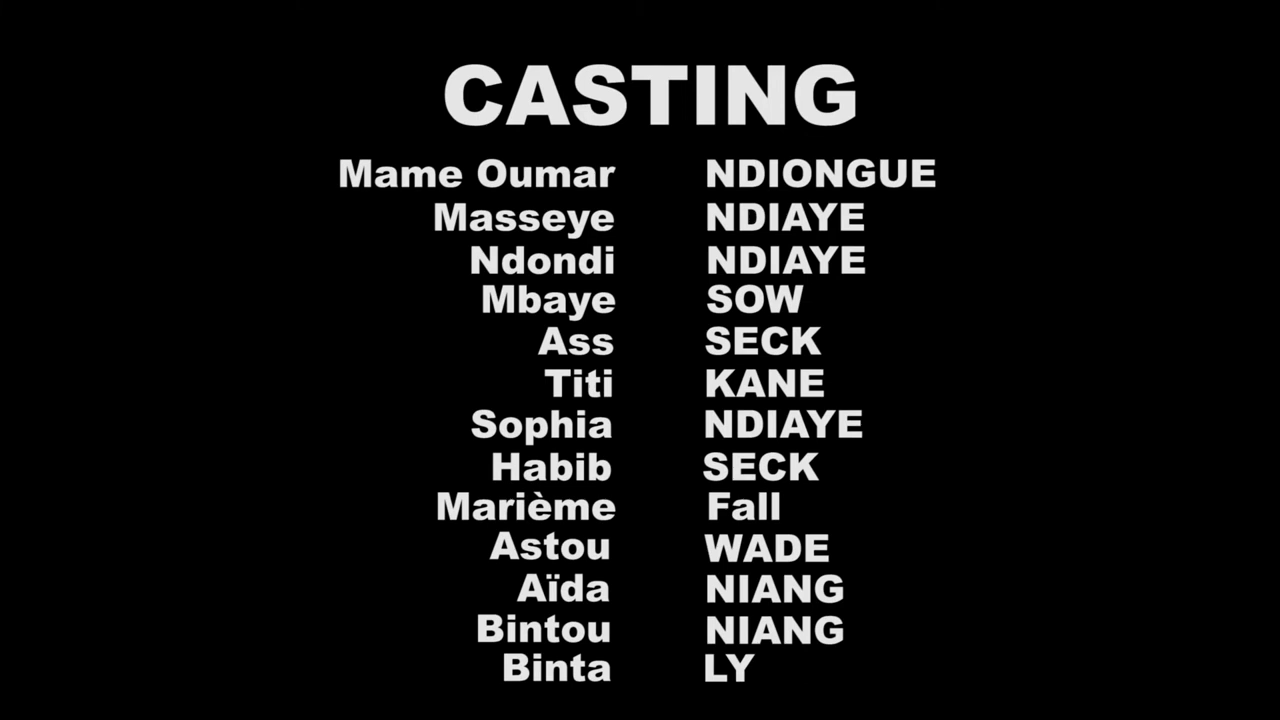 CASTING
Mame Oumar NDIONGUE
Masseye NDIAYE
Ndondi NDIAYE
Mbaye SOW
Ass SECK
Titi KANE
Sophia NDIAYE
Habib SECK
Marième Fall
Astou WADE
Aïda NIANG
Bintou NIANG
Binta LY